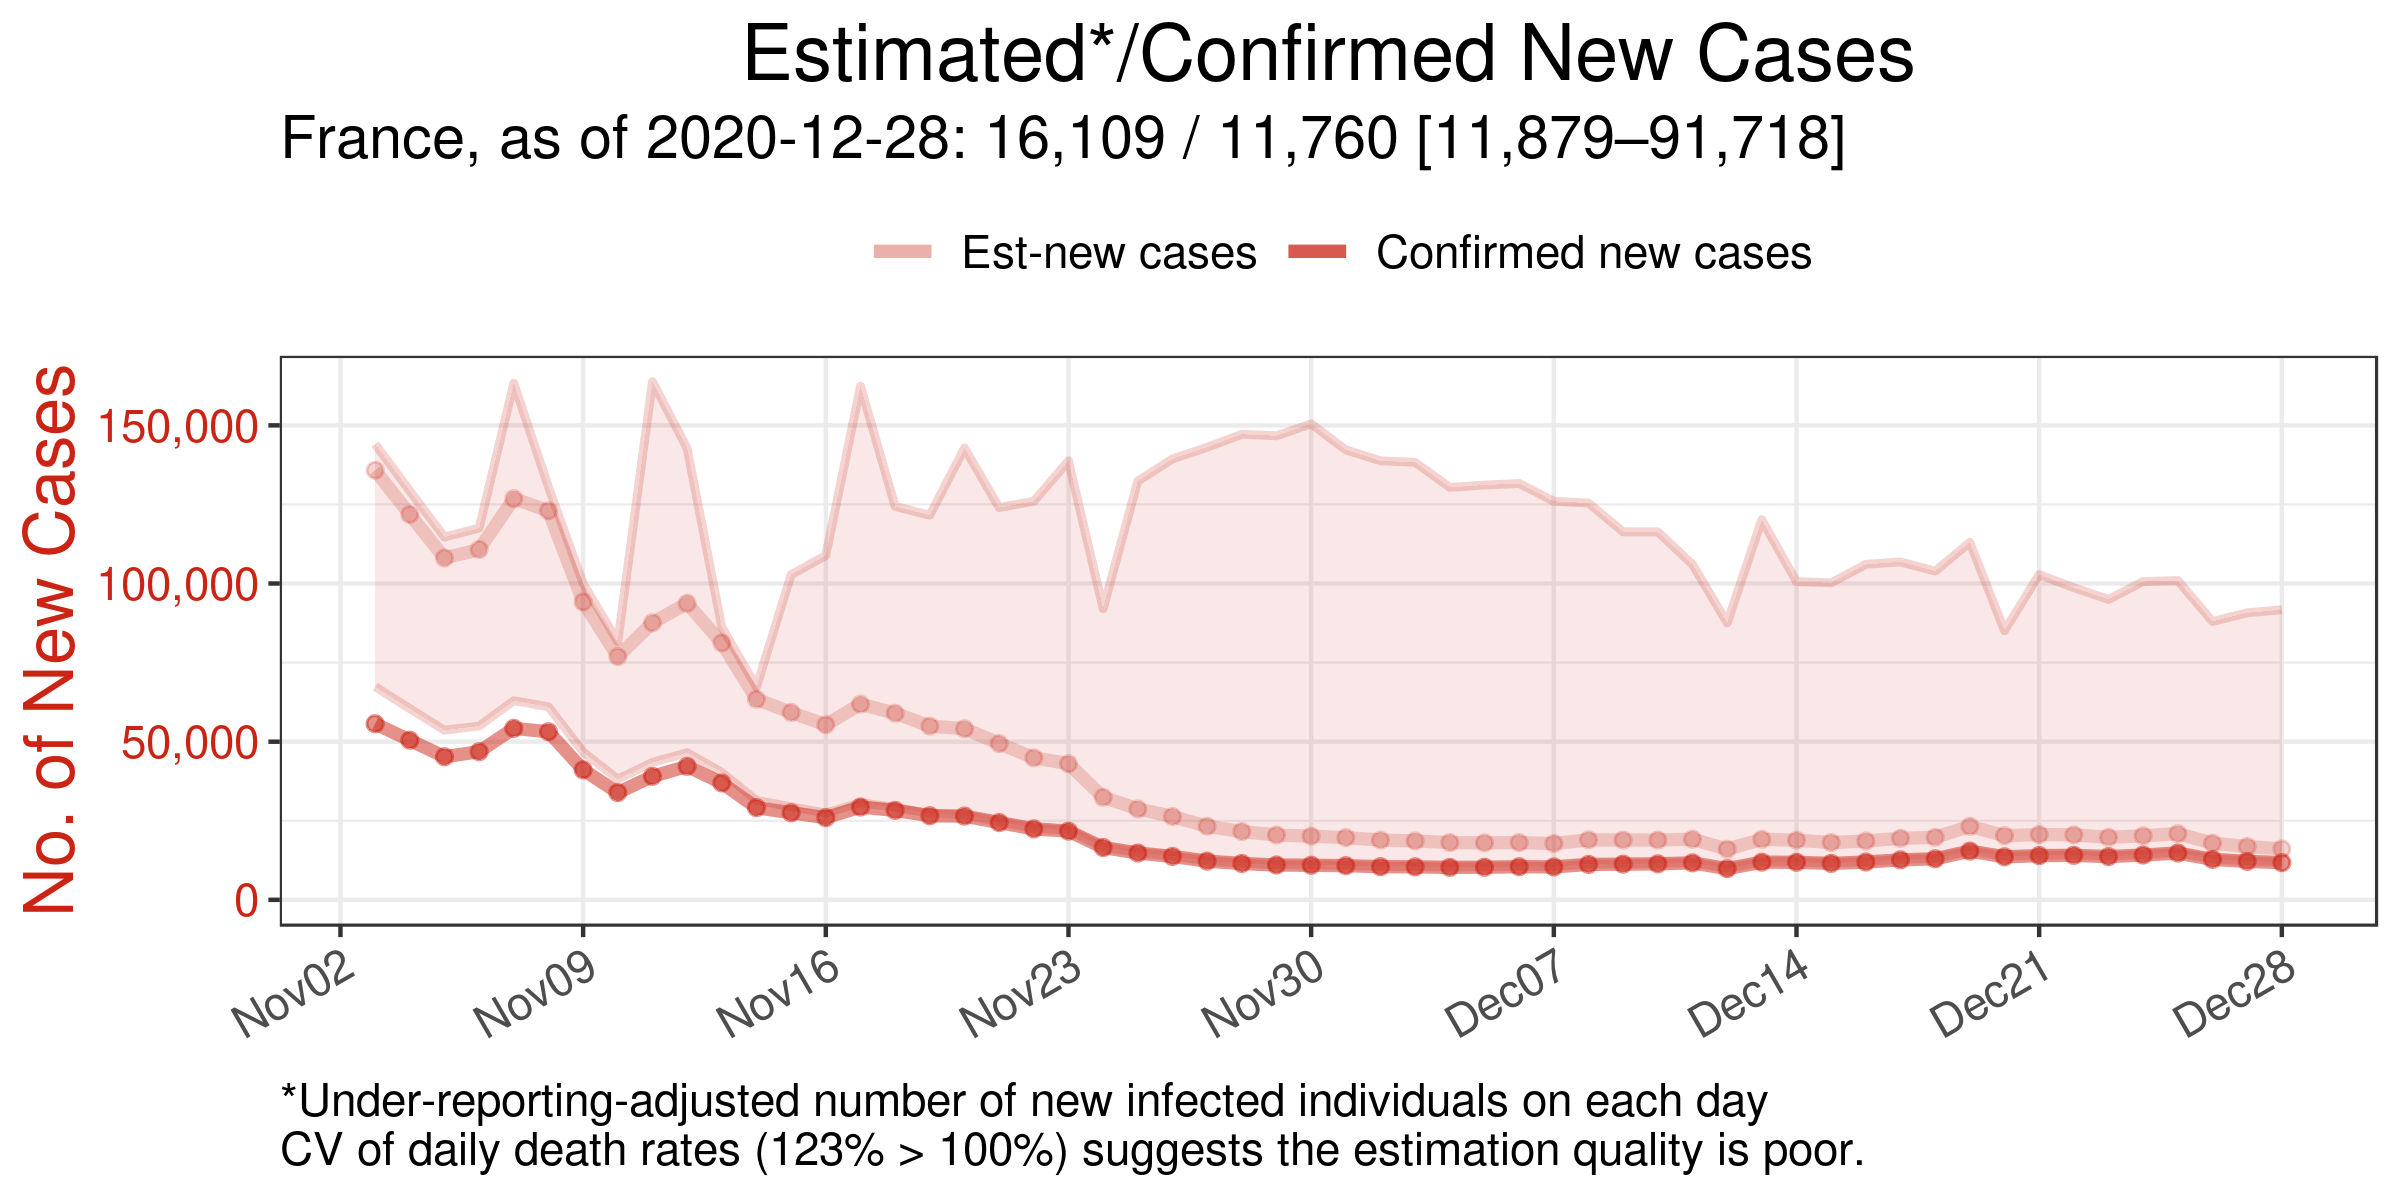 Estimated*/Confirmed New Cases
France, as of 2020-12-28: 16,109 / 11,760 [11,879–91,718]
Est-new cases
Confirmed new cases
No. of New Cases
150,000
100,000
50,000
0
Nov02
Nov09
Nov16
Nov23
Nov30
Dec07
Dec14
Dec21
Dec28
*Under-reporting-adjusted number of new infected individuals on each day
CV of daily death rates (123% > 100%) suggests the estimation quality is poor.